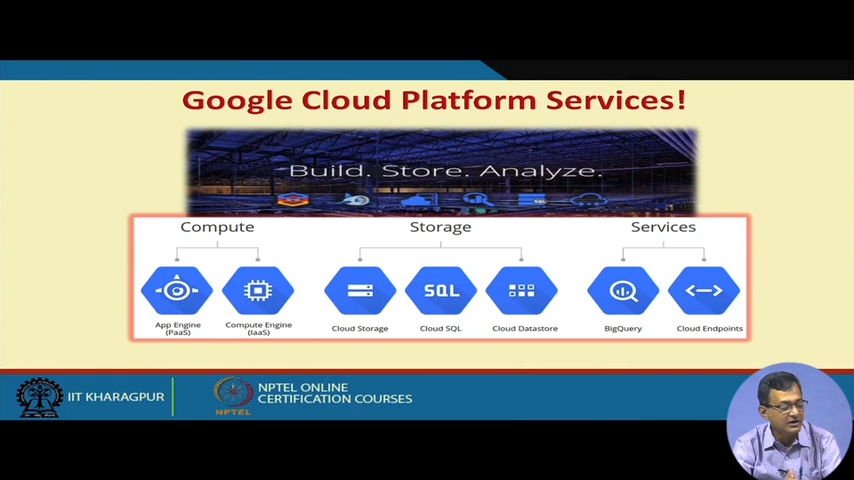 Google Cloud Platform Services!
Build. Store. Analyze.
SQL
Compute
Storage
Services
SQL
App Engine
(PaaS)
Compute Engine
(IaaS)
Cloud Storage
Cloud SQL
Cloud Datastore
BigQuery
Cloud Endpoints
IIT KHARAGPUR
NPTEL
NPTEL ONLINE
CERTIFICATION COURSES